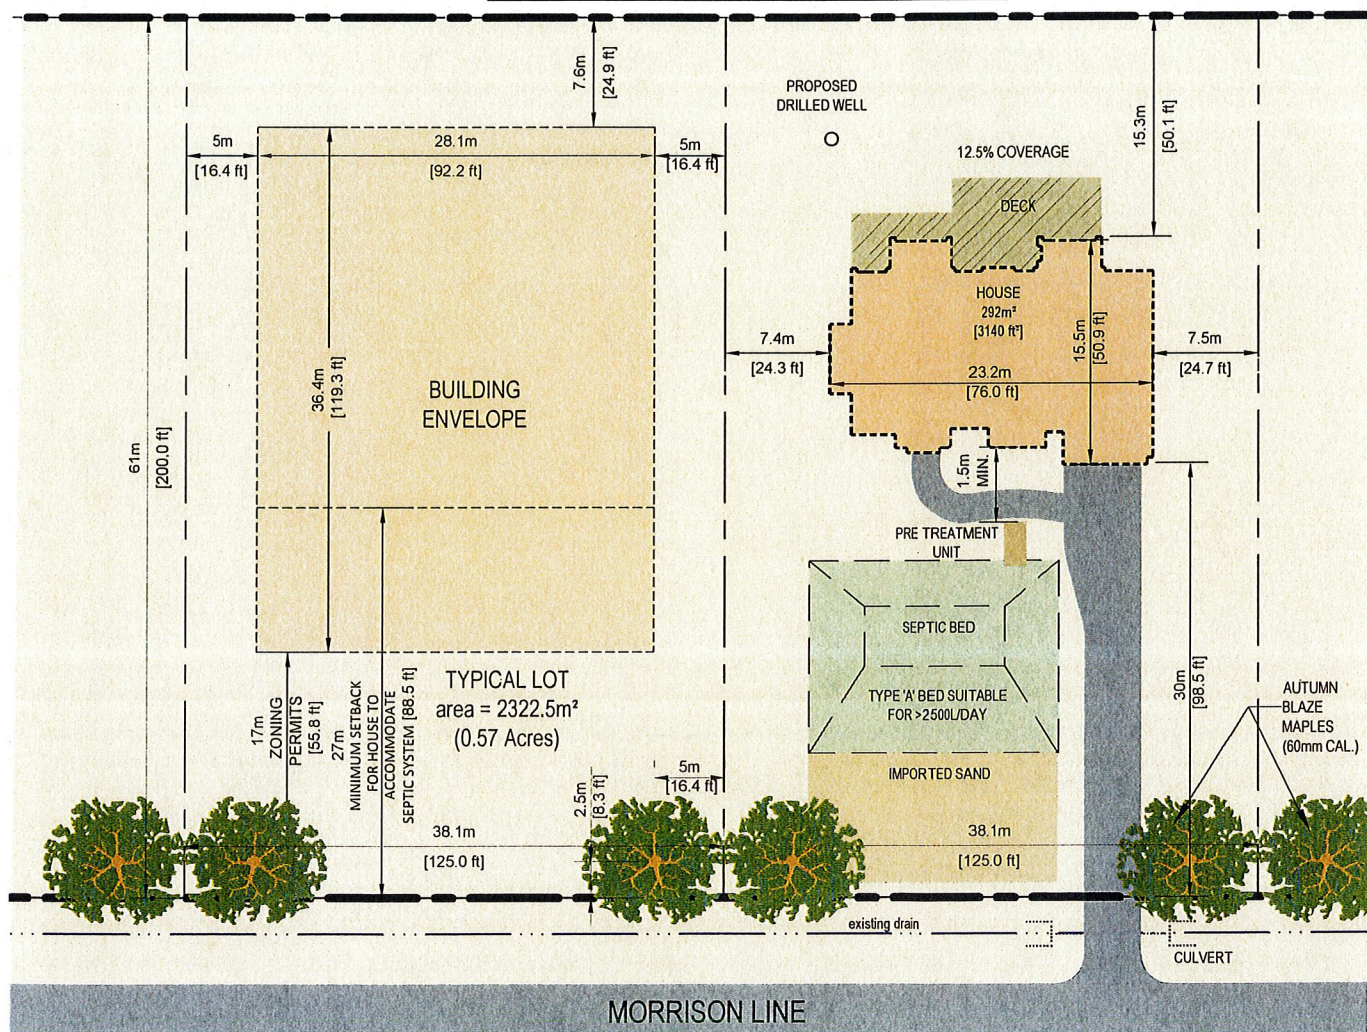 7.6m
[24.9 ft]
5m
[16.4 ft]
28.1m
[92.2 ft]
5m
[16.4 ft]
PROPOSED
DRILLED WELL
15.3m
[50.1 ft]
12.5% COVERAGE
DECK
HOUSE
292m²
[3140 ft²]
15.5m
[50.9 ft]
7.4m
[24.3 ft]
23.2m
[76.0 ft]
7.5m
[24.7 ft]
36.4m
[119.3 ft]
BUILDING
ENVELOPE
61m
[200.0 ft]
1.5m
MIN.
PRE TREATMENT
UNIT
SEPTIC BED
TYPE 'A' BED SUITABLE
FOR >2500L/DAY
IMPORTED SAND
30m
[98.5 ft]
AUTUMN
BLAZE
MAPLES
(60mm CAL.)
TYPICAL LOT
area = 2322.5m²
(0.57 Acres)
17m
ZONING
PERMITS
[55.8 ft]
27m
MINIMUM SETBACK
FOR HOUSE TO
ACCOMMODATE
SEPTIC SYSTEM [88.5 ft]
5m
[16.4 ft]
2.5m
[8.3 ft]
38.1m
[125.0 ft]
38.1m
[125.0 ft]
existing drain
CULVERT
MORRISON LINE